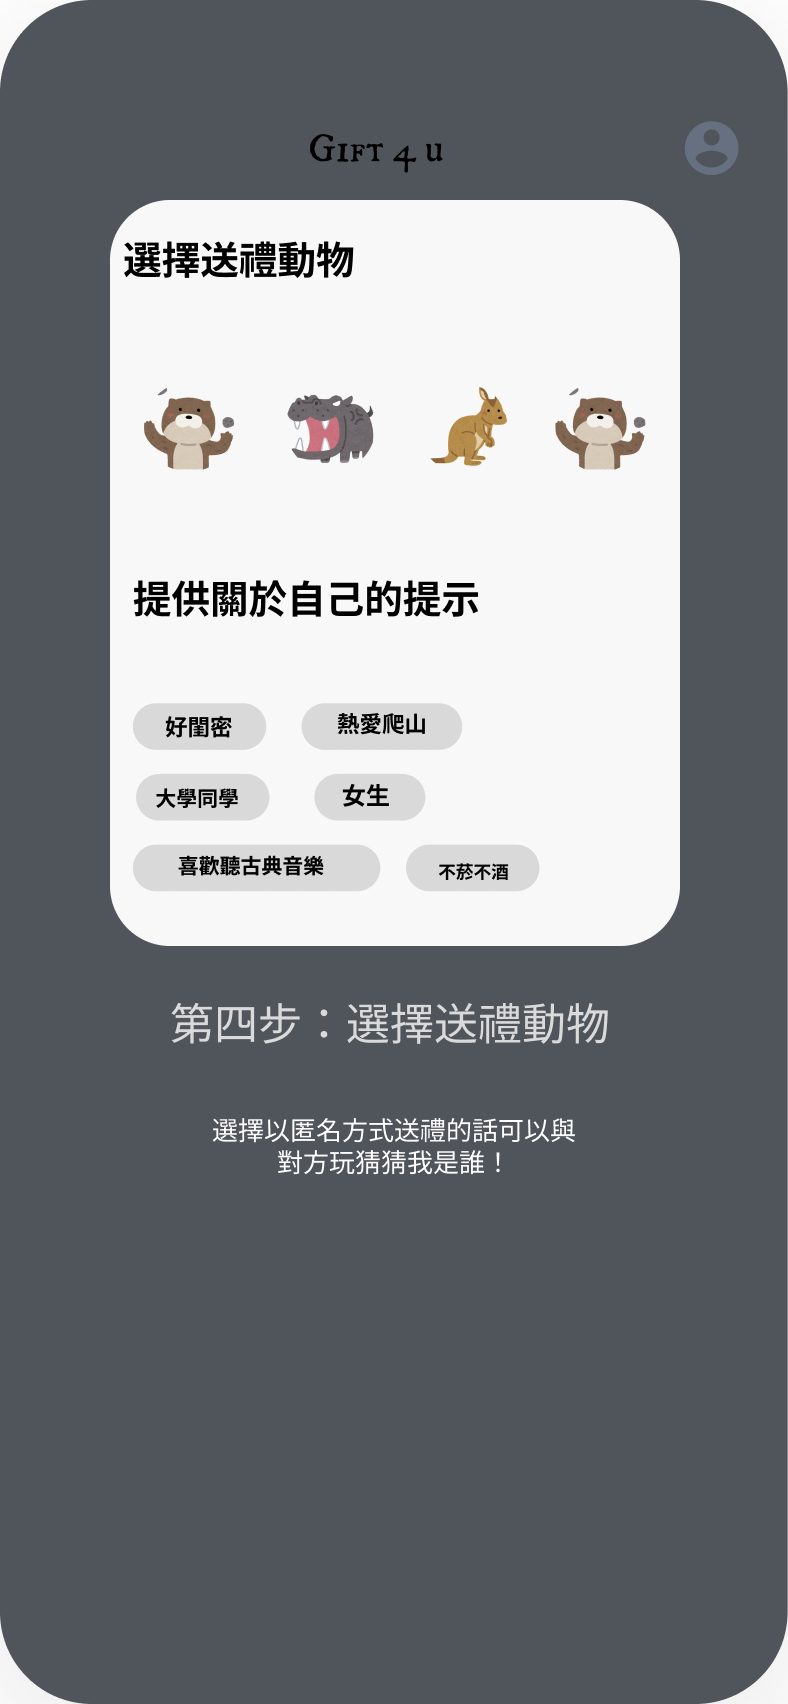 Gift 4 u
選擇送禮動物
提供關於自己的提示
好閨密
熱愛爬山
大學同學
女生
喜歡聽古典音樂
不菸不酒
第四步：選擇送禮動物
選擇以匿名方式送禮的話可以與
對方玩猜猜我是誰！